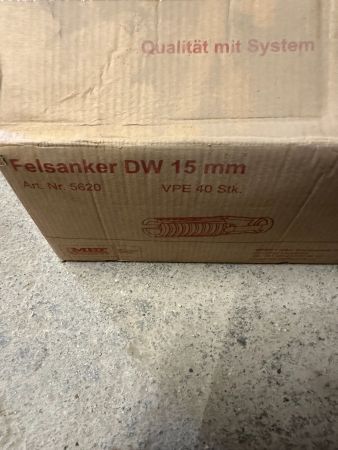 Qualität mit System
Felsanker DW 15 mm
Art. Nr. 5620 VPE 40 Stk.